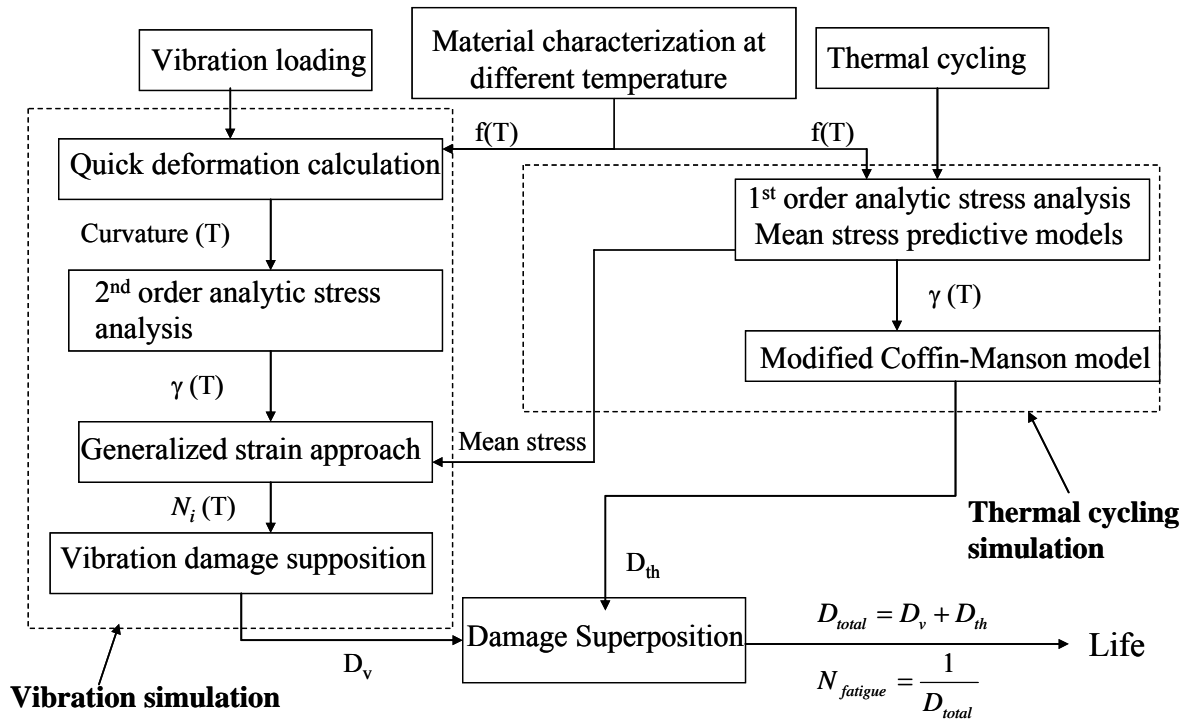 Vibration loading
Material characterization at
different temperature
Thermal cycling
f(T)
f(T)
Quick deformation calculation
Curvature (T)
2nd order analytic stress
analysis
γ (T)
Generalized strain approach
Ni (T)
Vibration damage supposition
1st order analytic stress analysis
Mean stress predictive models
γ (T)
Modified Coffin-Manson model
Mean stress
Thermal cycling
simulation
Dth
Damage Superposition
Dv
Vibration simulation
Dtotal = Dv + Dth
Nfatigue = 1/Dtotal
Life